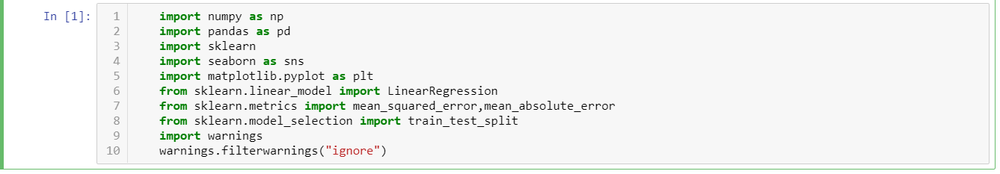 In [1]:
1 import numpy as np
2 import pandas as pd
3 import sklearn
4 import seaborn as sns
5 import matplotlib.pyplot as plt
6 from sklearn.linear_model import LinearRegression
7 from sklearn.metrics import mean_squared_error,mean_absolute_error
8 from sklearn.model_selection import train_test_split
9 import warnings
10 warnings.filterwarnings("ignore")